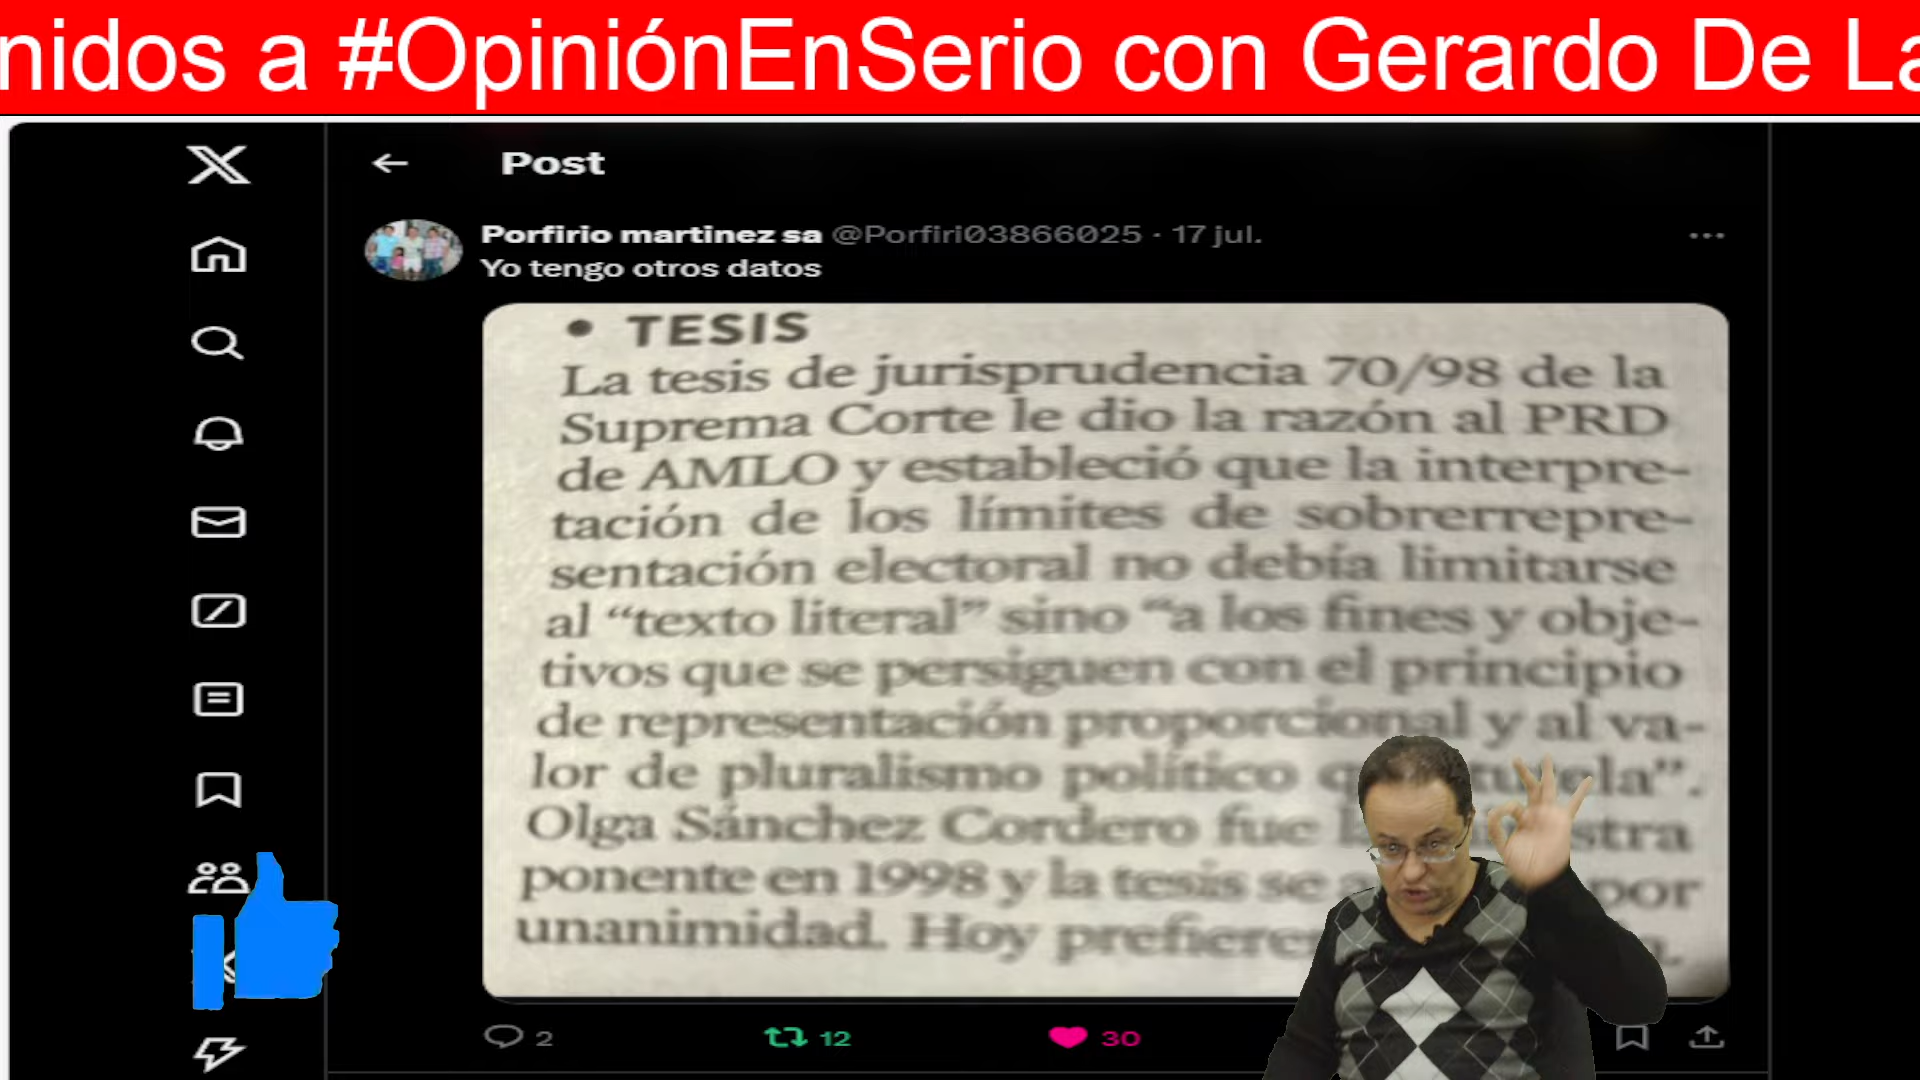 nidos a #OpiniónEnSerio con Gerardo De La
Post
Porfirio martinez sa @Porfiri03866025 · 17 jul.
Yo tengo otros datos
• TESIS
La tesis de jurisprudencia 70/98 de la
Suprema Corte le dio la razón al PRD
de AMLO y estableció que la interpre-
tación de los límites de sobrerrepre-
sentación electoral no debía limitarse
al “texto literal” sino “a los fines y obje-
tivos que se persiguen con el principio
de representación proporcional y al va-
lor de pluralismo político
Olga Sánchez Cordero fue
ponente en 1998 y la tesis se por
unanimidad. Hoy
2
12
30